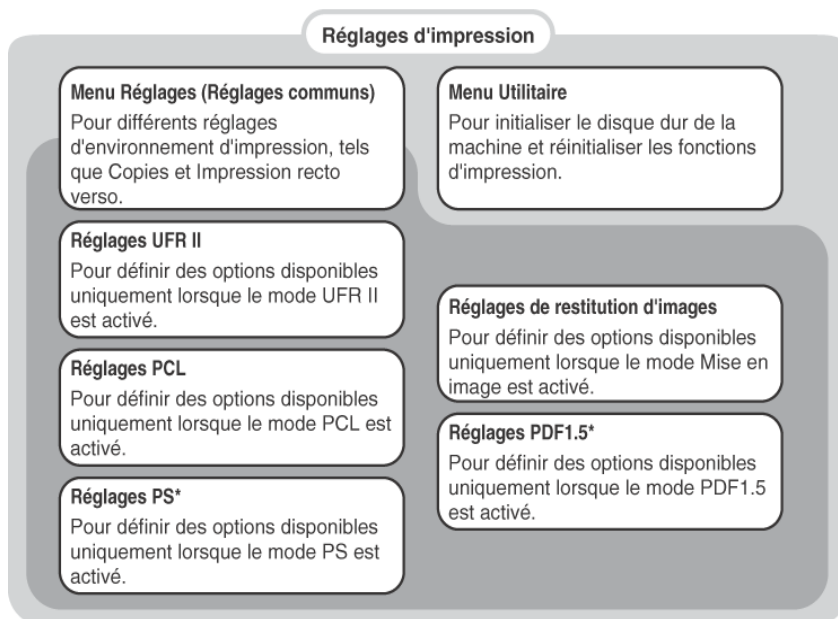 Réglages d'impression
Menu Réglages (Réglages communs)
Pour différents réglages
d'environnement d'impression, tels
que Copies et Impression recto
verso.
Réglages UFR II
Pour définir des options disponibles
uniquement lorsque le mode UFR II
est activé.
Réglages PCL
Pour définir des options disponibles
uniquement lorsque le mode PCL est
activé.
Réglages PS*
Pour définir des options disponibles
uniquement lorsque le mode PS est
activé.
Menu Utilitaire
Pour initialiser le disque dur de la
machine et réinitialiser les fonctions
d'impression.
Réglages de restitution d'images
Pour définir des options disponibles
uniquement lorsque le mode Mise en
image est activé.
Réglages PDF1.5*
Pour définir des options disponibles
uniquement lorsque le mode PDF1.5
est activé.